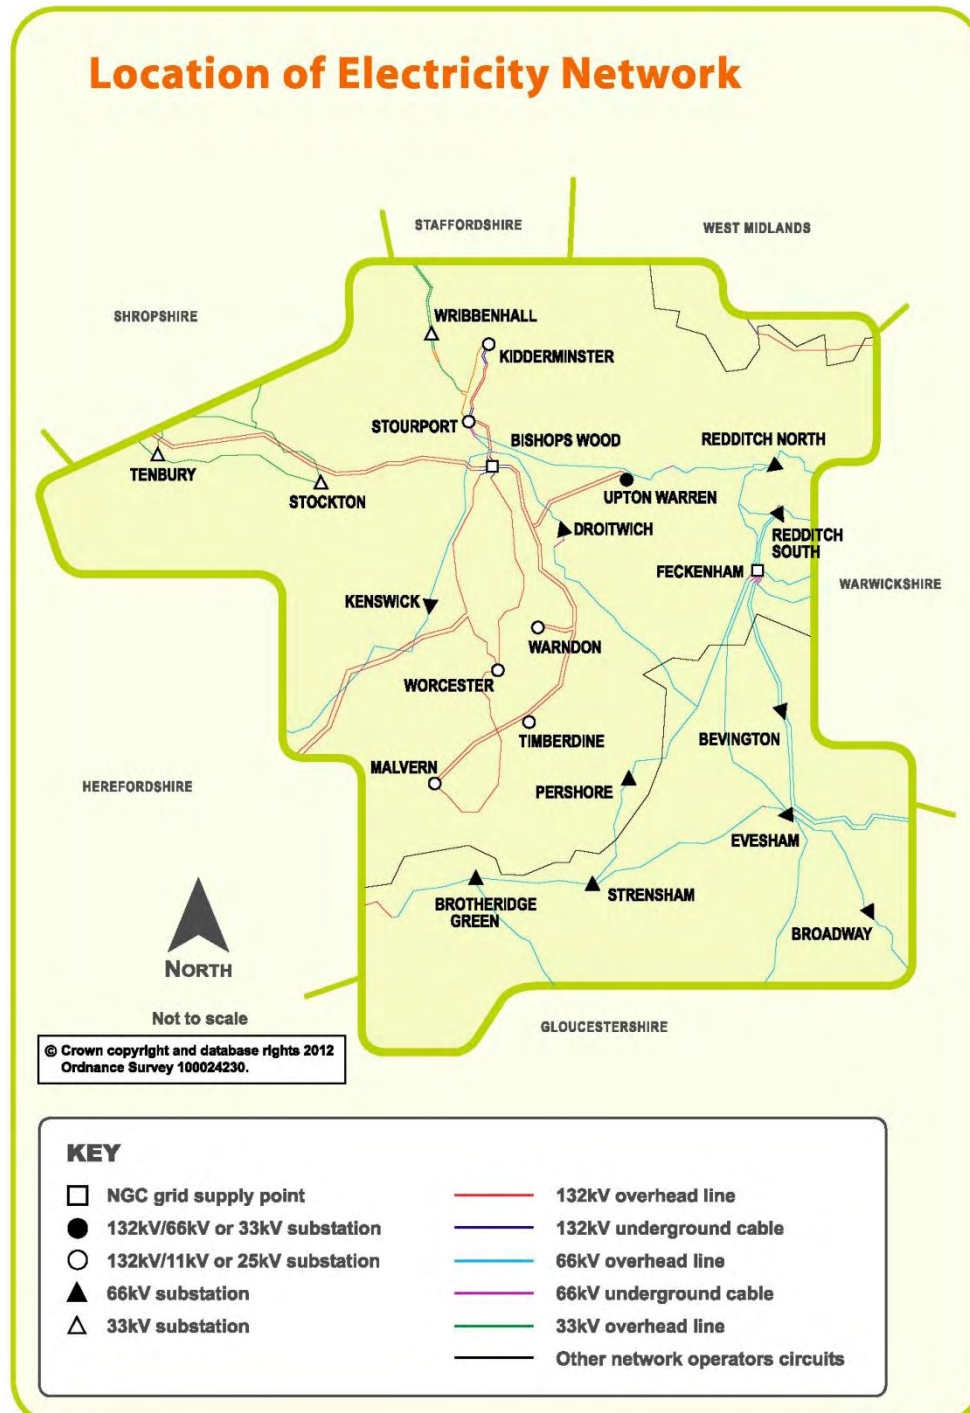 Location of Electricity Network
STAFFORDSHIRE
WEST MIDLANDS
SHROPSHIRE
WRIBBENHALL
KIDDERMINSTER
STOURPORT
BISHOPS WOOD
REDDITCH NORTH
TENBURY
STOCKTON
UPTON WARREN
DROITWICH
REDDITCH
SOUTH
FECKENHAM
WARWICKSHIRE
KENSWICK
WARNDON
WORCESTER
TIMBERDINE
BEVINGTON
MALVERN
HEREFORDSHIRE
PERSHORE
EVESHAM
BROTHERIDGE
GREEN
STRENSHAM
BROADWAY
NORTH
Not to scale
GLOUCESTERSHIRE
© Crown copyright and database rights 2012
Ordnance Survey 100024230.
KEY
NGC grid supply point
132kV/66kV or 33kV substation
132kV/11kV or 25kV substation
66kV substation
33kV substation
132kV overhead line
132kV underground cable
66kV overhead line
66kV underground cable
33kV overhead line
Other network operators circuits